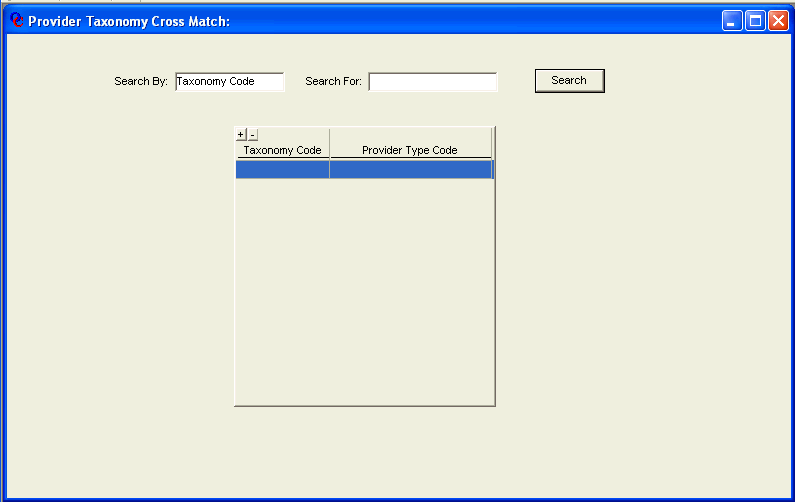 Provider Taxonomy Cross Match:
Search By: Taxonomy Code Search For: Search
+ -
Taxonomy Code Provider Type Code